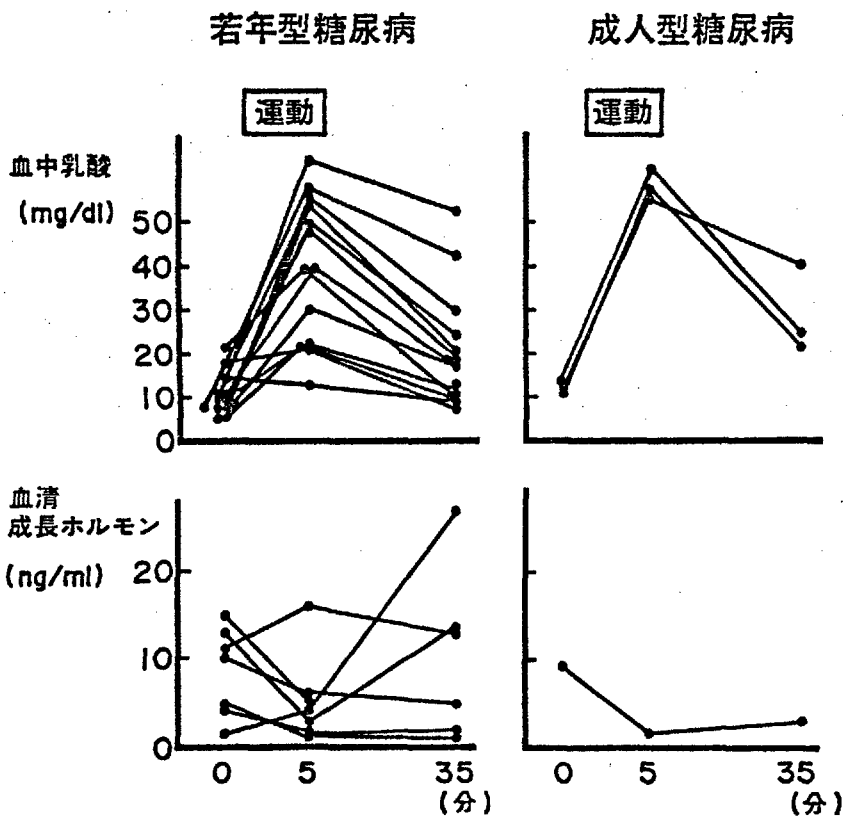 若年型糖尿病
成人型糖尿病
運動
運動
血中乳酸
(mg/dl)
50
40
30
20
10
0
血清
成長ホルモン
(ng/ml)
20
10
0
0 5 35
(分)
0 5 35
(分)